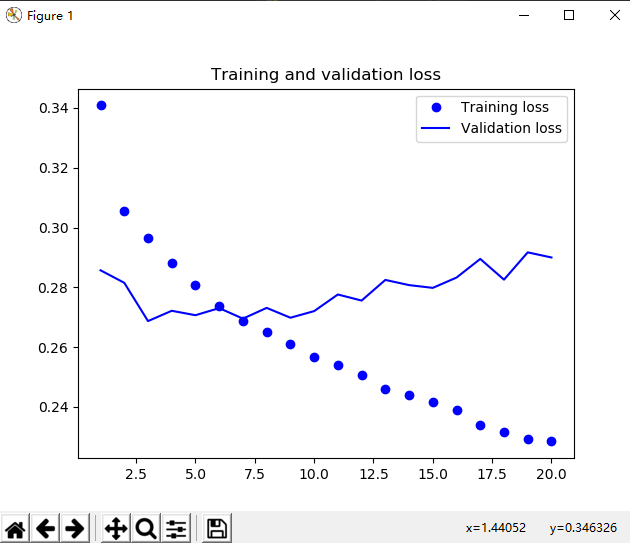 Figure 1
Training and validation loss
Training loss
Validation loss
0.34
0.32
0.30
0.28
0.26
0.24
2.5 5.0 7.5 10.0 12.5 15.0 17.5 20.0
x=1.44052 y=0.346326